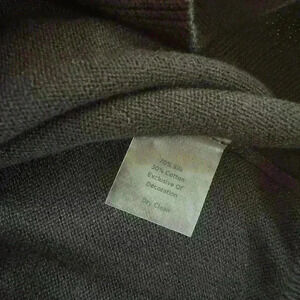 70% Silk
30% Cotton
Exclusive Of
Decoration
Dry Clean